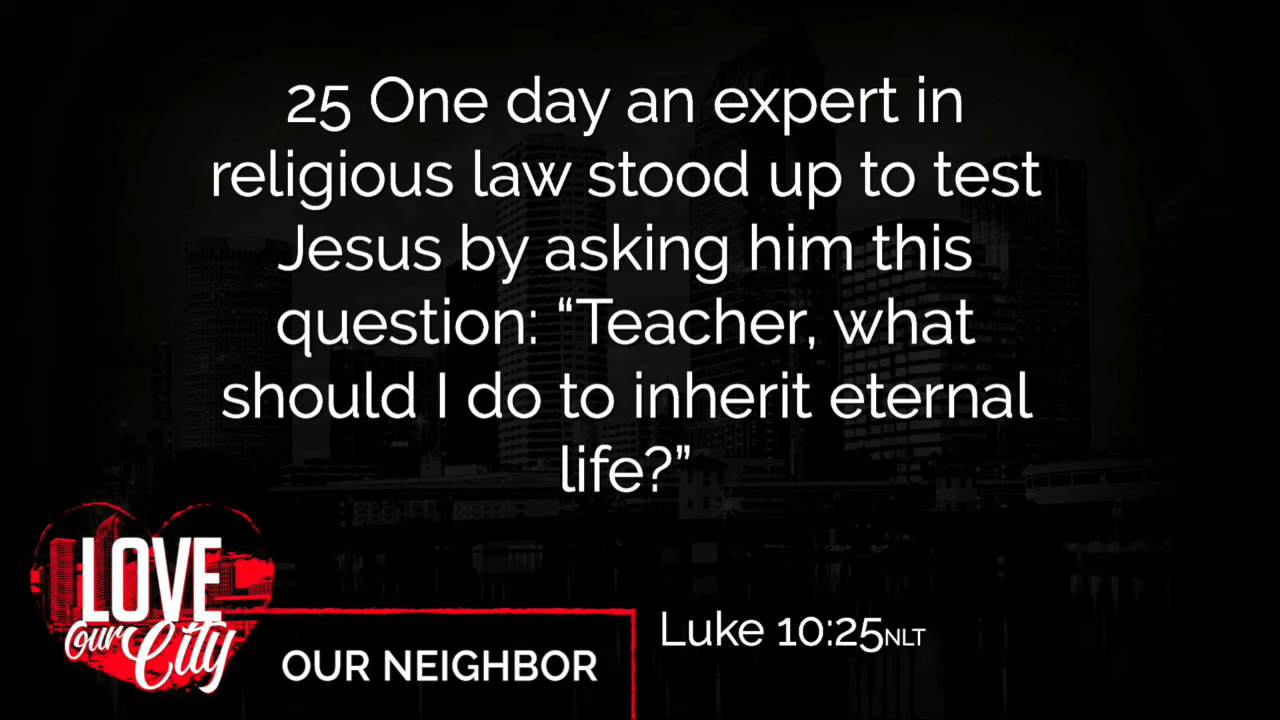 25 One day an expert in
religious law stood up to test
Jesus by asking him this
question: “Teacher, what
should I do to inherit eternal
life?”
LOVE
Our City
OUR NEIGHBOR
Luke 10:25NLT